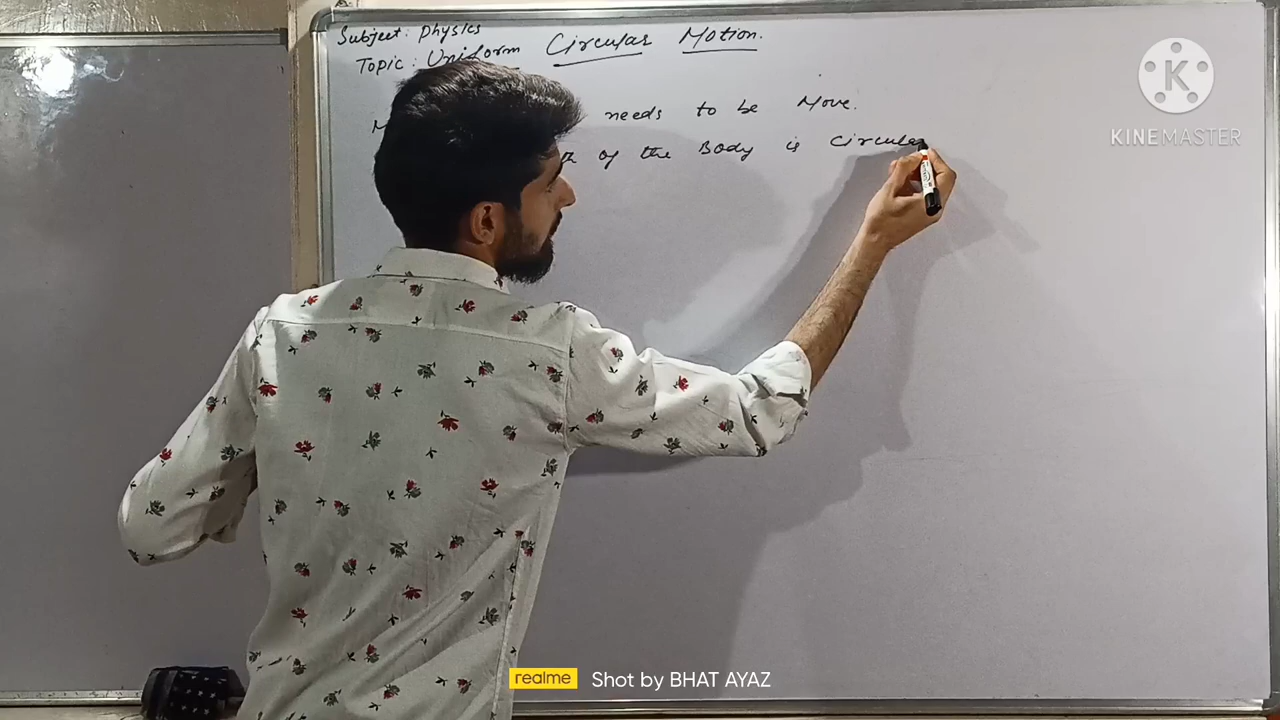 Subject: Physics
Topic: Uniform Circular Motion.
needs to be Move.
of the Body is Circular
KINEMASTER
realme Shot by BHAT AYAZ